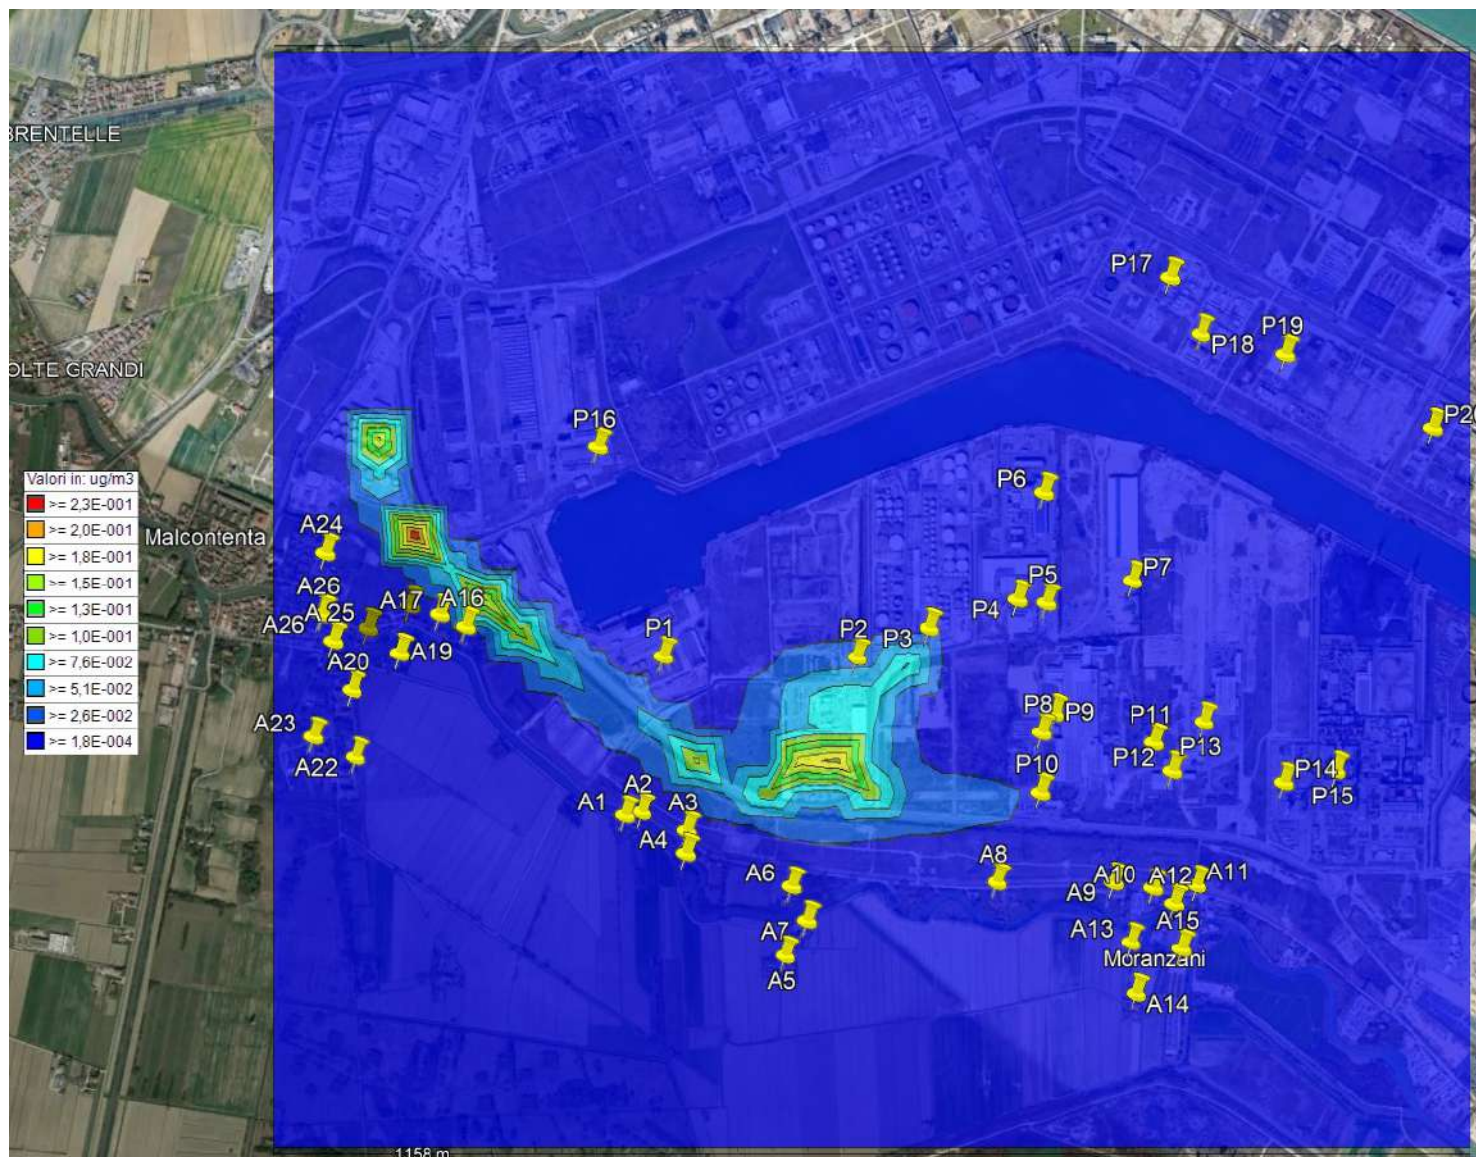 BRENTELLE
OLTE GRANDI
Malcontenta
Valori in: ug/m3
>= 2,3E-001
>= 2,0E-001
>= 1,8E-001
>= 1,5E-001
>= 1,3E-001
>= 1,0E-001
>= 7,6E-002
>= 5,1E-002
>= 2,6E-002
>= 1,8E-004
P17
P18
P19
P16
P20
P6
A24
P5
P7
P4
A26
A17
A16
A25
A26
P1
P2
P3
A19
A20
P8
P9
P11
A23
P13
P12
A22
P10
P14
P15
A1
A2
A3
A4
A8
A6
A10
A12
A11
A9
A7
A13
A15
Moranzani
A5
A14
1158 m